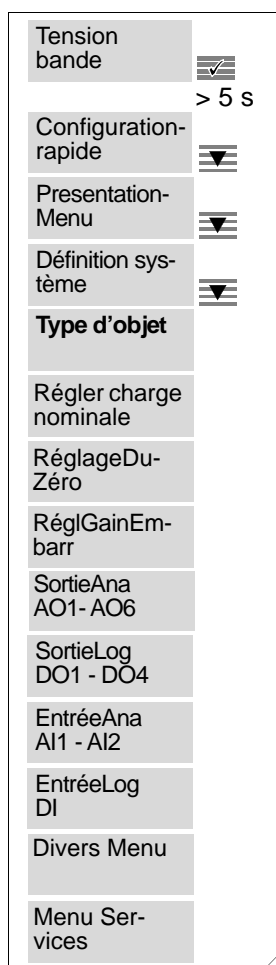 Tension
bande
> 5 s
Configuration-
rapide
Presentation-
Menu
Définition sys-
tème
Type d'objet
Régler charge
nominale
RéglageDu-
Zéro
RéglGainEm-
barr
SortieAna
AO1- AO6
SortieLog
DO1 - DO4
EntréeAna
AI1 - AI2
EntréeLog
DI
Divers Menu
Menu Ser-
vices